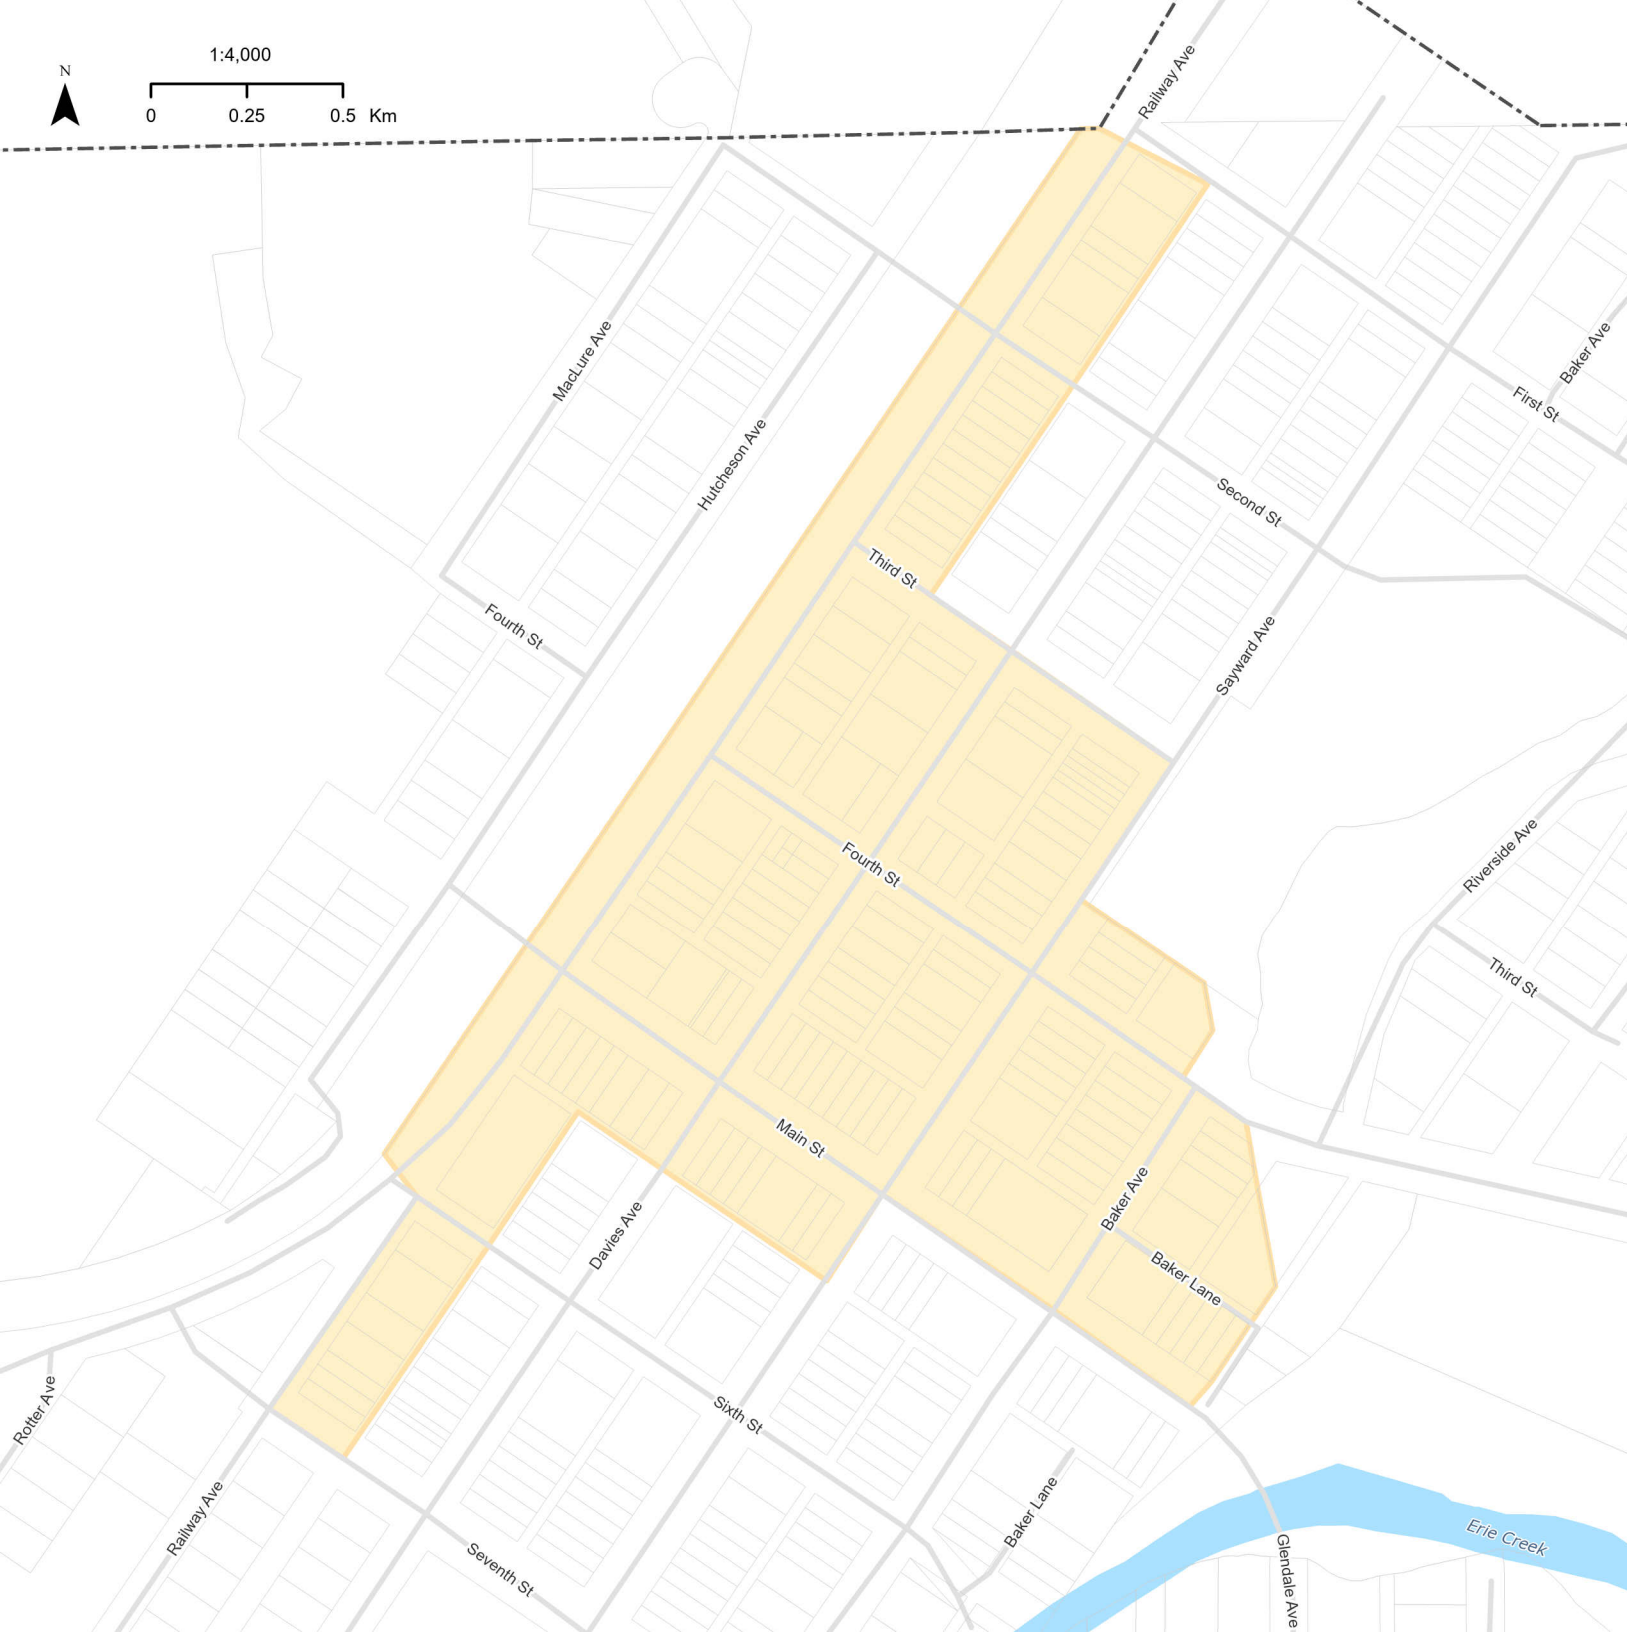 1:4,000
N
0 0.25 0.5 Km
Railway Ave
MacLure Ave
Baker Ave
First St
Hutcheson Ave
Second St
Third St
Fourth St
Sayward Ave
Fourth St
Riverside Ave
Third St
Main St
Baker Ave
Davies Ave
Baker Lane
Rotter Ave
Sixth St
Railway Ave
Baker Lane
Erie Creek
Seventh St
Glendale Ave